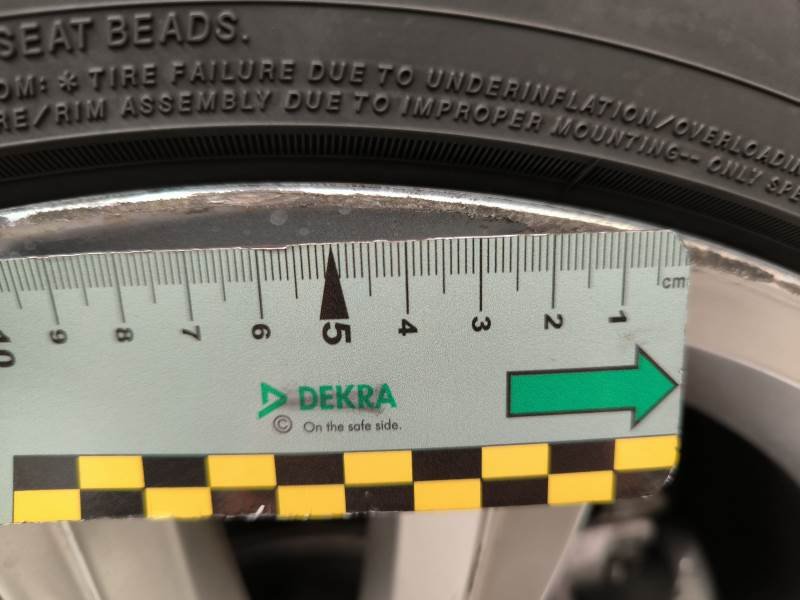 SEAT BEADS.
OM: * TIRE FAILURE DUE TO UNDERINFLATION/OVERLOADIN
RE/RIM ASSEMBLY DUE TO IMPROPER MOUNTING-- ONLY SPE
cm
10 9 8 7 6 5 4 3 2 1
DEKRA
© On the safe side.